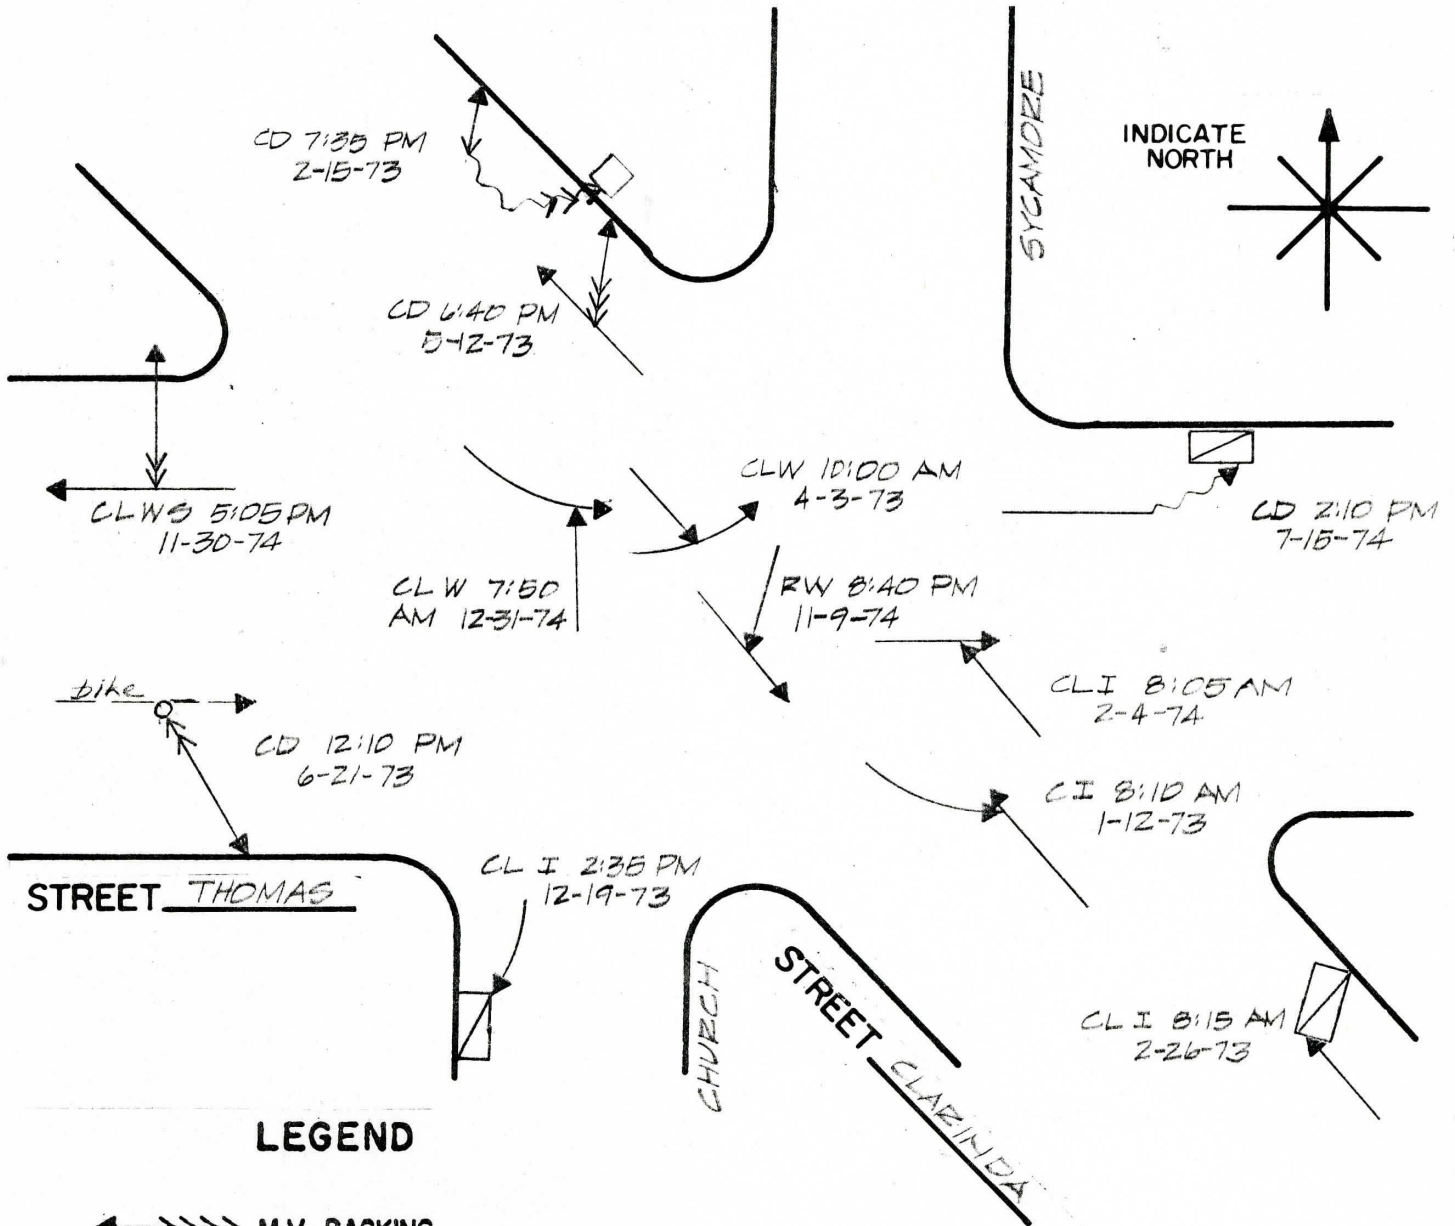 SYCAMORE
INDICATE
NORTH
CD 7:35 PM
2-15-73
CD 6:40 PM
5-12-73
CLWS 5:05 PM
11-30-74
CLW 10:00 AM
4-3-73
CD 2:10 PM
7-15-74
CLW 7:50
AM 12-31-74
RW 8:40 PM
11-9-74
bike
CLI 8:05 AM
2-4-74
CD 12:10 PM
6-21-73
CI 8:10 AM
1-12-73
CL I 2:35 PM
12-19-73
STREET THOMAS
CHURCH
STREET CLARINDA
CL I 8:15 AM
2-26-73
LEGEND
M.V. BACKING